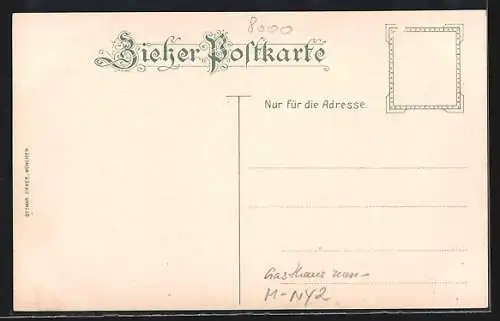 8000
Zieher Postkarte
Nur für die Adresse.
OTTMAR ZIEHER, MÜNCHEN
Gasthaus
M-NY2